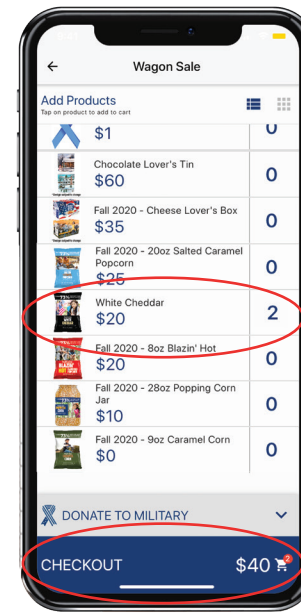 Wagon Sale
Add Products
Tap on product to add to cart
$1
0
Chocolate Lover's Tin
$60
0
Fall 2020 - Cheese Lover's Box
$35
0
Fall 2020 - 20oz Salted Caramel
Popcorn
$25
0
White Cheddar
$20
2
Fall 2020 - 8oz Blazin' Hot
$20
0
Fall 2020 - 28oz Popping Corn
Jar
$10
0
Fall 2020 - 9oz Caramel Corn
$0
0
DONATE TO MILITARY
CHECKOUT
$40
2